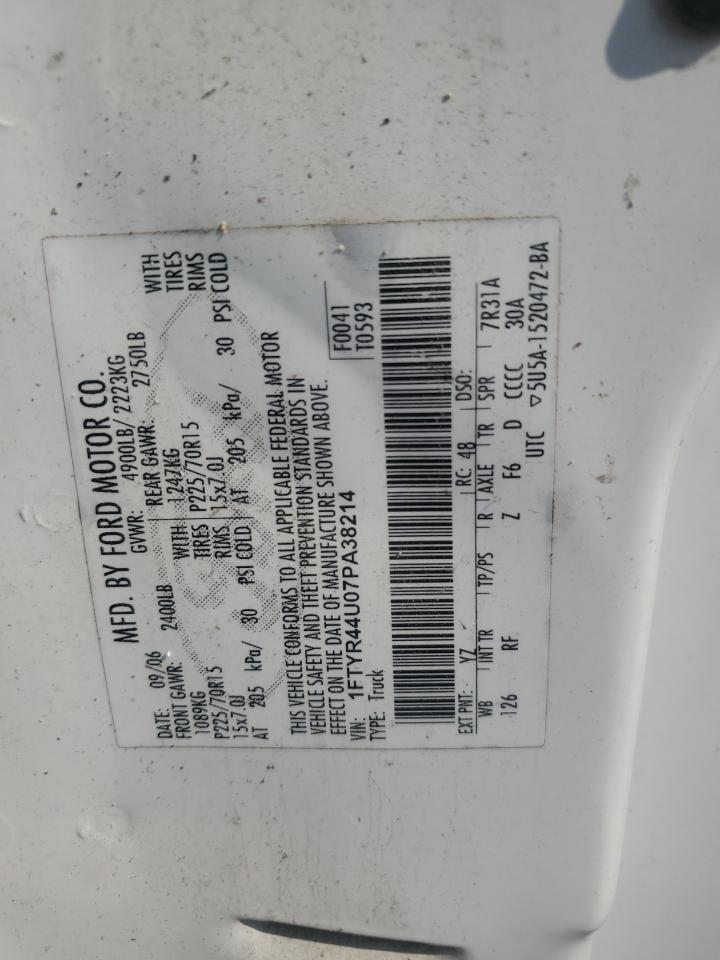 MFD. BY FORD MOTOR CO.
DATE: 09/06 GVWR: 4900LB/ 2223KG
FRONT GAWR: 2400LB REAR GAWR: 2750LB
1089KG WITH 1247KG WITH
P225/70R15 TIRES P225/70R15 TIRES
15x7.0J RIMS 15x7.0J RIMS
AT 205 kPa/ 30 PSI COLD AT 205 kPa/ 30 PSI COLD
THIS VEHICLE CONFORMS TO ALL APPLICABLE FEDERAL MOTOR
VEHICLE SAFETY AND THEFT PREVENTION STANDARDS IN
EFFECT ON THE DATE OF MANUFACTURE SHOWN ABOVE.
VIN: 1FTYR44U07PA38214 F0041
TYPE: Truck T0593
EXT PNT: YZ RC: 48 DSO:
WB INT TR TP/PS R AXLE TR SPR 7R31A
126 RF Z F6 D CCCC 30A
UTC ▽5U5A-1520472-BA